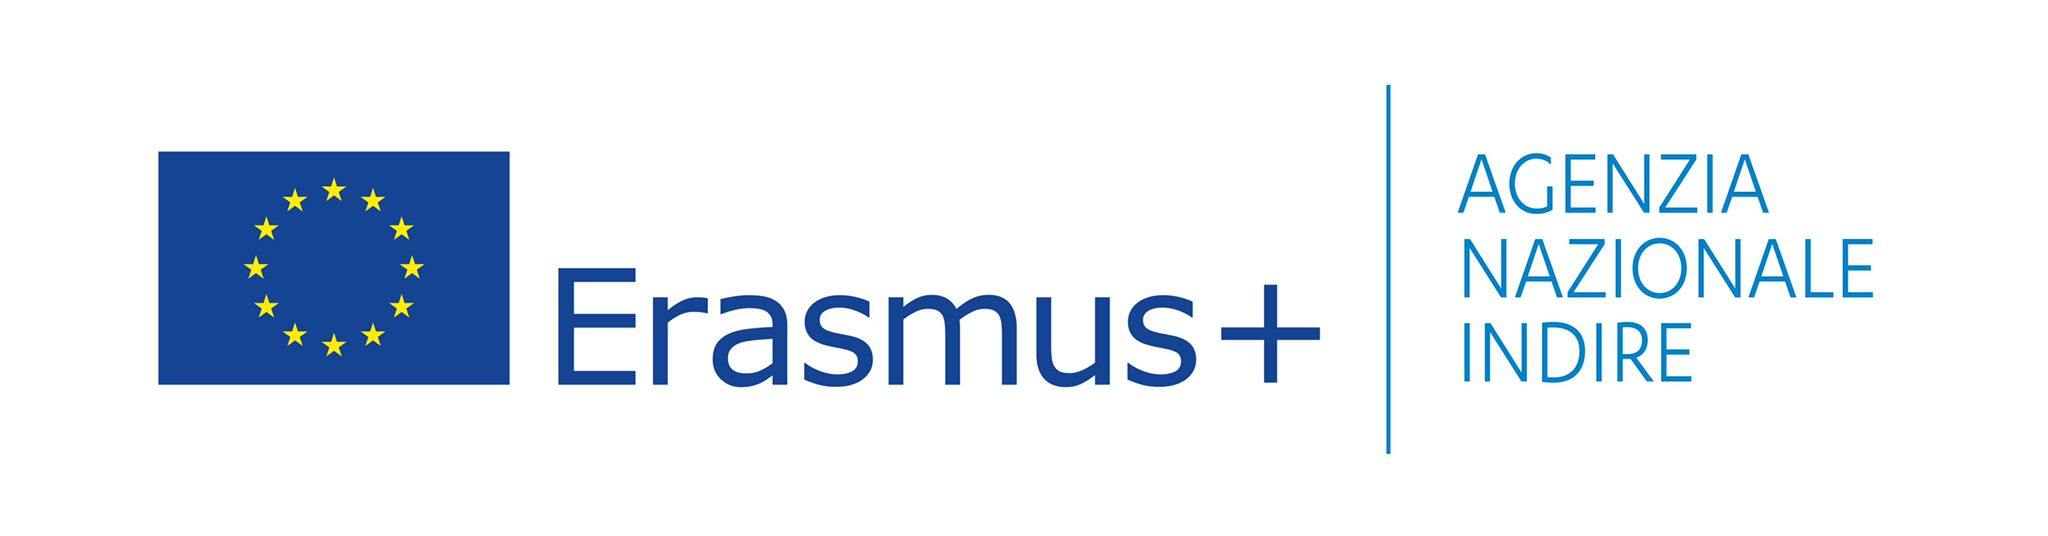 Erasmus+
AGENZIA
NAZIONALE
INDIRE